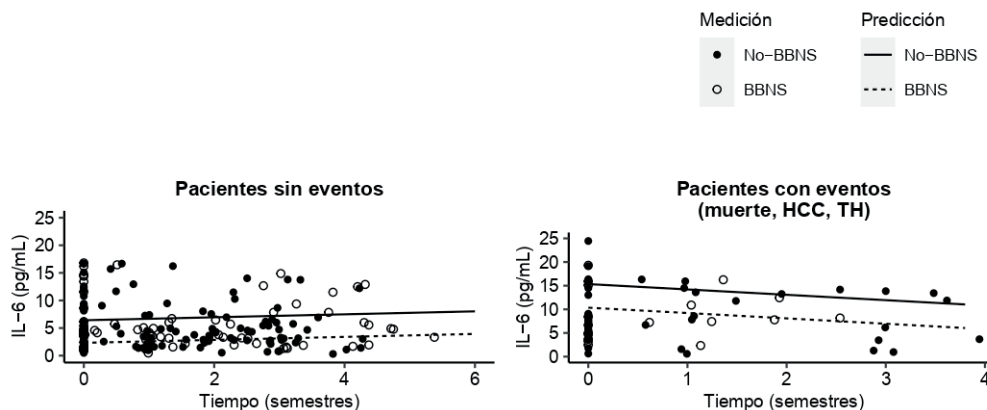 Medición Predicción
No−BBNS No−BBNS
BBNS BBNS
Pacientes sin eventos
Pacientes con eventos
(muerte, HCC, TH)
IL−6 (pg/mL)
25
20
15
10
5
0
0 2 4 6
Tiempo (semestres)
IL−6 (pg/mL)
25
20
15
10
5
0
0 1 2 3 4
Tiempo (semestres)